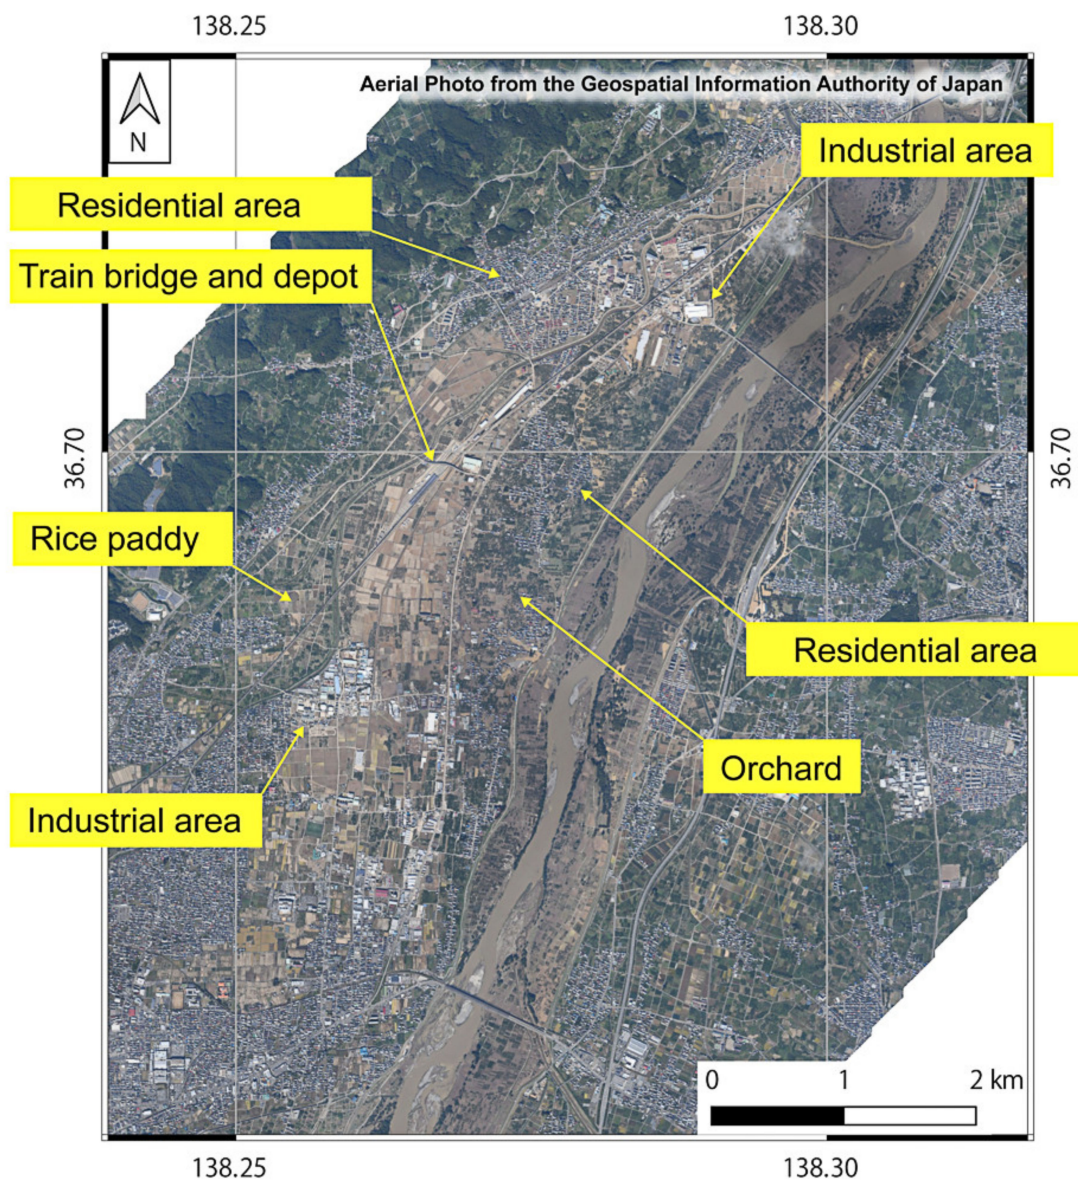 138.25 138.30
Aerial Photo from the Geospatial Information Authority of Japan
N
Industrial area
Residential area
Train bridge and depot
36.70 36.70
Rice paddy
Residential area
Orchard
Industrial area
0 1 2 km
138.25 138.30